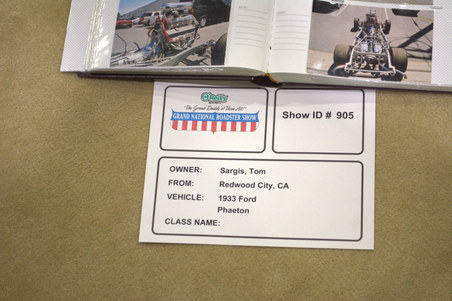 O'Reilly
"The Grand Daddy of Them All"
GRAND NATIONAL ROADSTER SHOW
Show ID # 905
OWNER: Sargis, Tom
FROM: Redwood City, CA
VEHICLE: 1933 Ford
Phaeton
CLASS NAME: